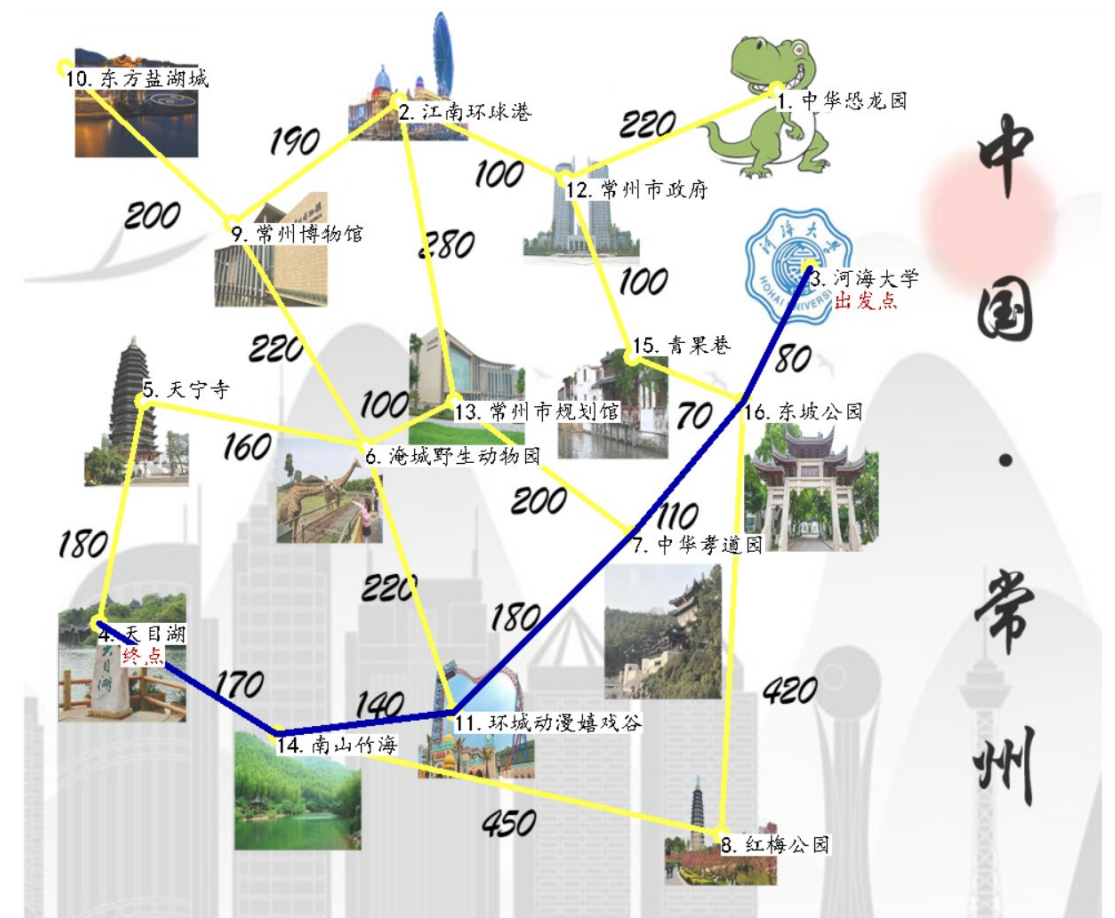 10. 东方盐湖城
2. 江南环球港
1. 中华恐龙园
190
220
100
12. 常州市政府
200
9. 常州博物馆
280
河海大学
HOHAI UNIVERSI
3. 河海大学
出发点
100
80
15. 青果巷
220
5. 天宁寺
100
13. 常州市规划馆
70
16. 东坡公园
160
6. 淹城野生动物园
200
110
7. 中华孝道园
180
220
180
4. 天目湖
终点
170
140
11. 环城动漫嬉戏谷
420
14. 南山竹海
450
8. 红梅公园
中国·常州